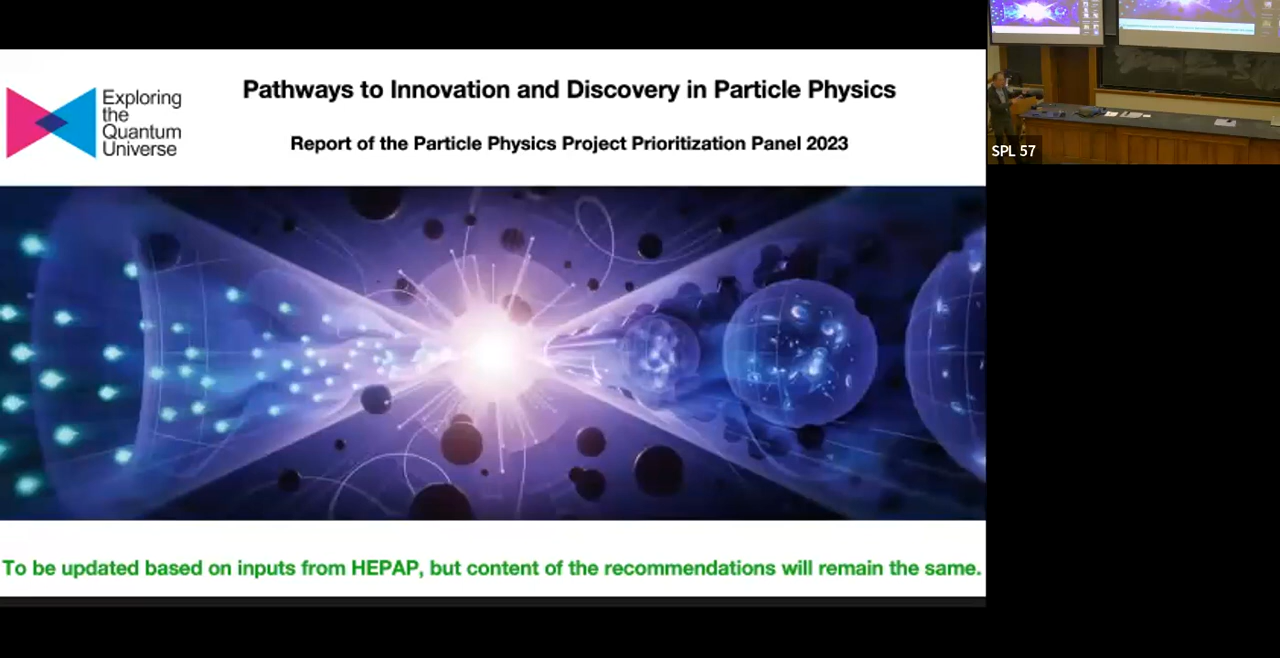 Exploring
the
Quantum
Universe
Pathways to Innovation and Discovery in Particle Physics
Report of the Particle Physics Project Prioritization Panel 2023
To be updated based on inputs from HEPAP, but content of the recommendations will remain the same.
SPL 57